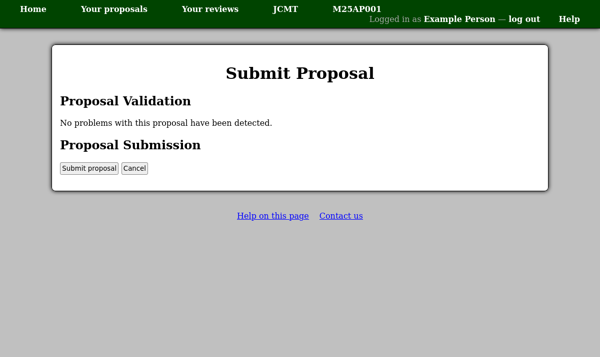 Home Your proposals Your reviews JCMT M25AP001
Logged in as Example Person — log out Help
Submit Proposal
Proposal Validation
No problems with this proposal have been detected.
Proposal Submission
Submit proposal Cancel
Help on this page Contact us